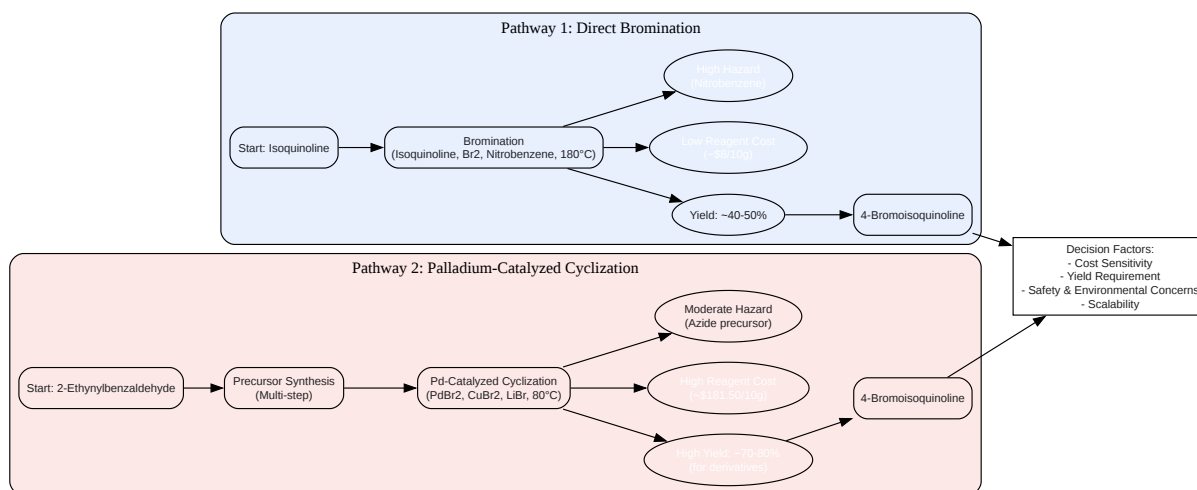 Pathway 1: Direct Bromination
High Hazard
(Nitrobenzene)
Start: Isoquinoline
Bromination
(Isoquinoline, Br2, Nitrobenzene, 180°C)
Low Reagent Cost
(~$8/10g)
Yield: ~40-50%
4-Bromoisoquinoline
Decision Factors:
- Cost Sensitivity
- Yield Requirement
- Safety & Environmental Concerns
- Scalability
Pathway 2: Palladium-Catalyzed Cyclization
Moderate Hazard
(Azide precursor)
Start: 2-Ethynylbenzaldehyde
Precursor Synthesis
(Multi-step)
Pd-Catalyzed Cyclization
(PdBr2, CuBr2, LiBr, 80°C)
High Reagent Cost
(~$181.50/10g)
4-Bromoisoquinoline
High Yield: ~70-80%
(for derivatives)